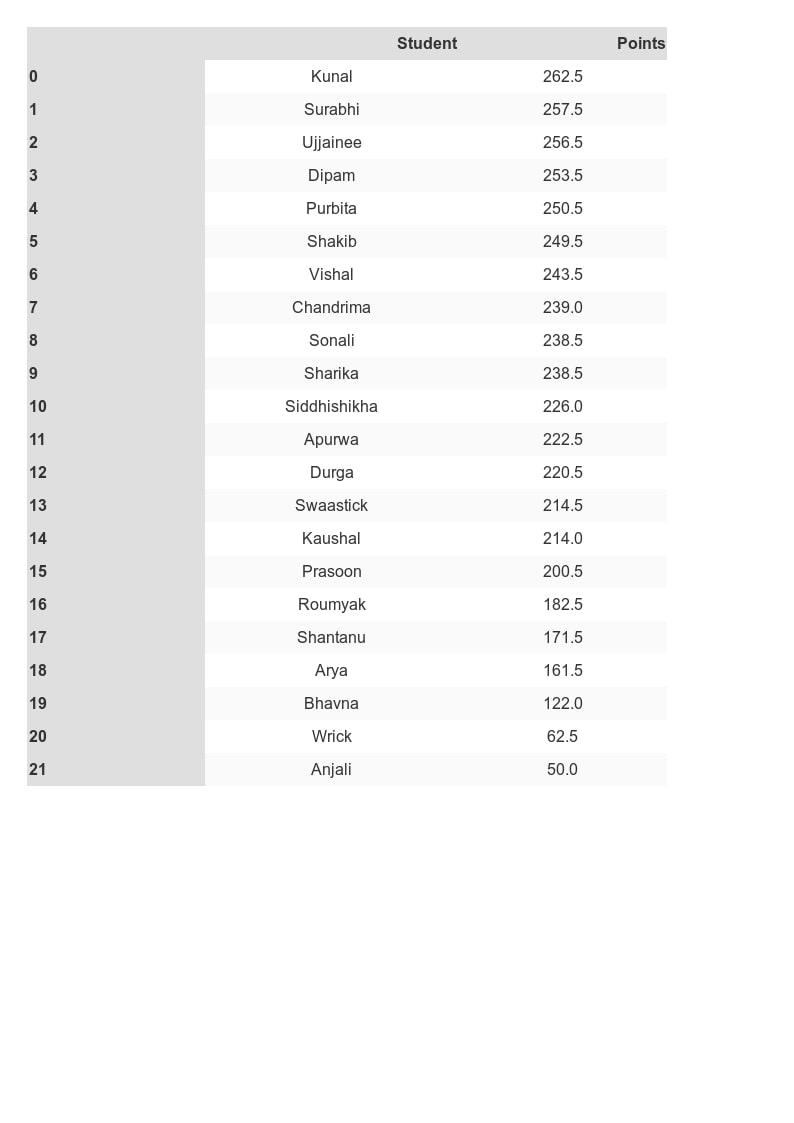 Student Points
0 Kunal 262.5
1 Surabhi 257.5
2 Ujjainee 256.5
3 Dipam 253.5
4 Purbita 250.5
5 Shakib 249.5
6 Vishal 243.5
7 Chandrima 239.0
8 Sonali 238.5
9 Sharika 238.5
10 Siddhishikha 226.0
11 Apurwa 222.5
12 Durga 220.5
13 Swaastick 214.5
14 Kaushal 214.0
15 Prasoon 200.5
16 Roumyak 182.5
17 Shantanu 171.5
18 Arya 161.5
19 Bhavna 122.0
20 Wrick 62.5
21 Anjali 50.0